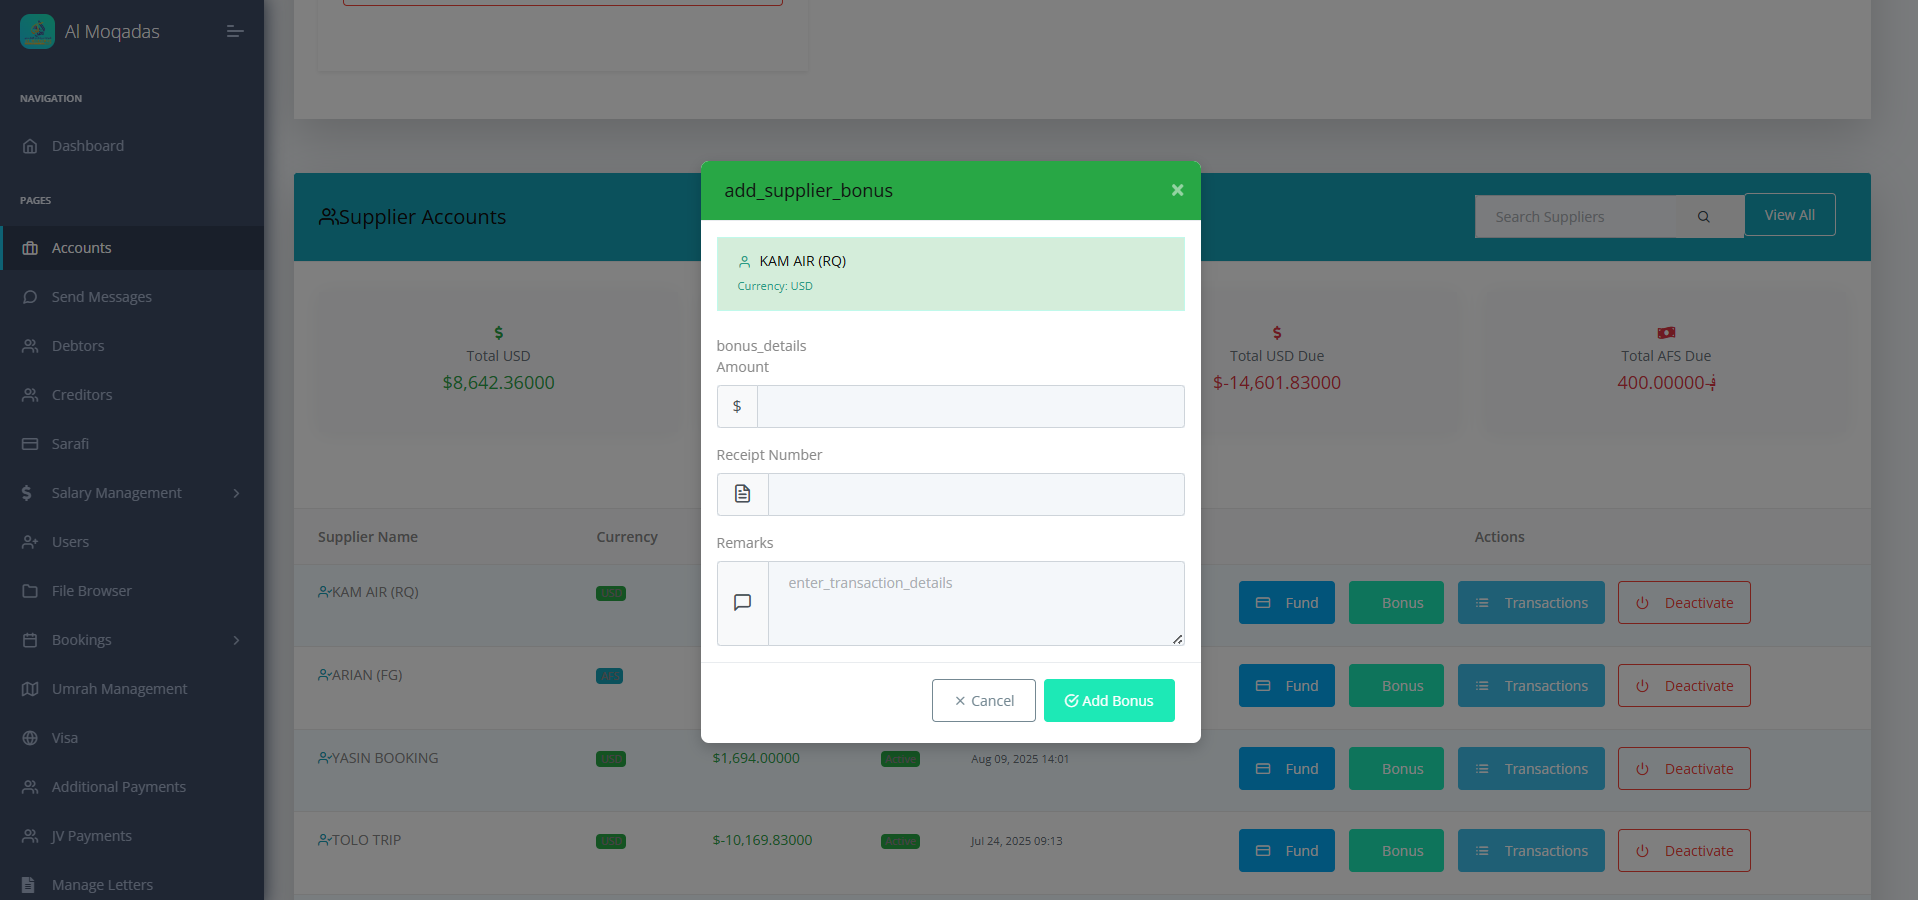 Al Moqadas
NAVIGATION
Dashboard
PAGES
Accounts
Send Messages
Debtors
Creditors
Sarafi
Salary Management
Users
File Browser
Bookings
Umrah Management
Visa
Additional Payments
JV Payments
Manage Letters
Supplier Accounts
Search Suppliers
View All
Total USD
$8,642.36000
Total USD Due
$-14,601.83000
Total AFS Due
400.00000-؋
Supplier Name Currency Actions
KAM AIR (RQ) USD Fund Bonus Transactions Deactivate
ARIAN (FG) AFS Fund Bonus Transactions Deactivate
YASIN BOOKING USD $1,694.00000 Active Aug 09, 2025 14:01 Fund Bonus Transactions Deactivate
TOLO TRIP USD $-10,169.83000 Active Jul 24, 2025 09:13 Fund Bonus Transactions Deactivate
add_supplier_bonus ×
KAM AIR (RQ)
Currency: USD
bonus_details
Amount
$
Receipt Number
Remarks
enter_transaction_details
Cancel
Add Bonus